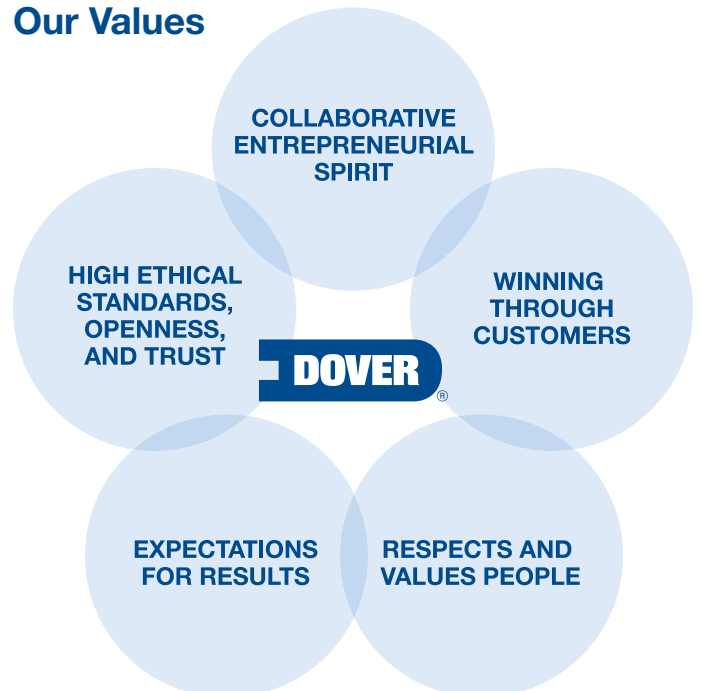 Our Values
COLLABORATIVE
ENTREPRENEURIAL
SPIRIT
HIGH ETHICAL
STANDARDS,
OPENNESS,
AND TRUST
WINNING
THROUGH
CUSTOMERS
DOVER
®
EXPECTATIONS
FOR RESULTS
RESPECTS AND
VALUES PEOPLE